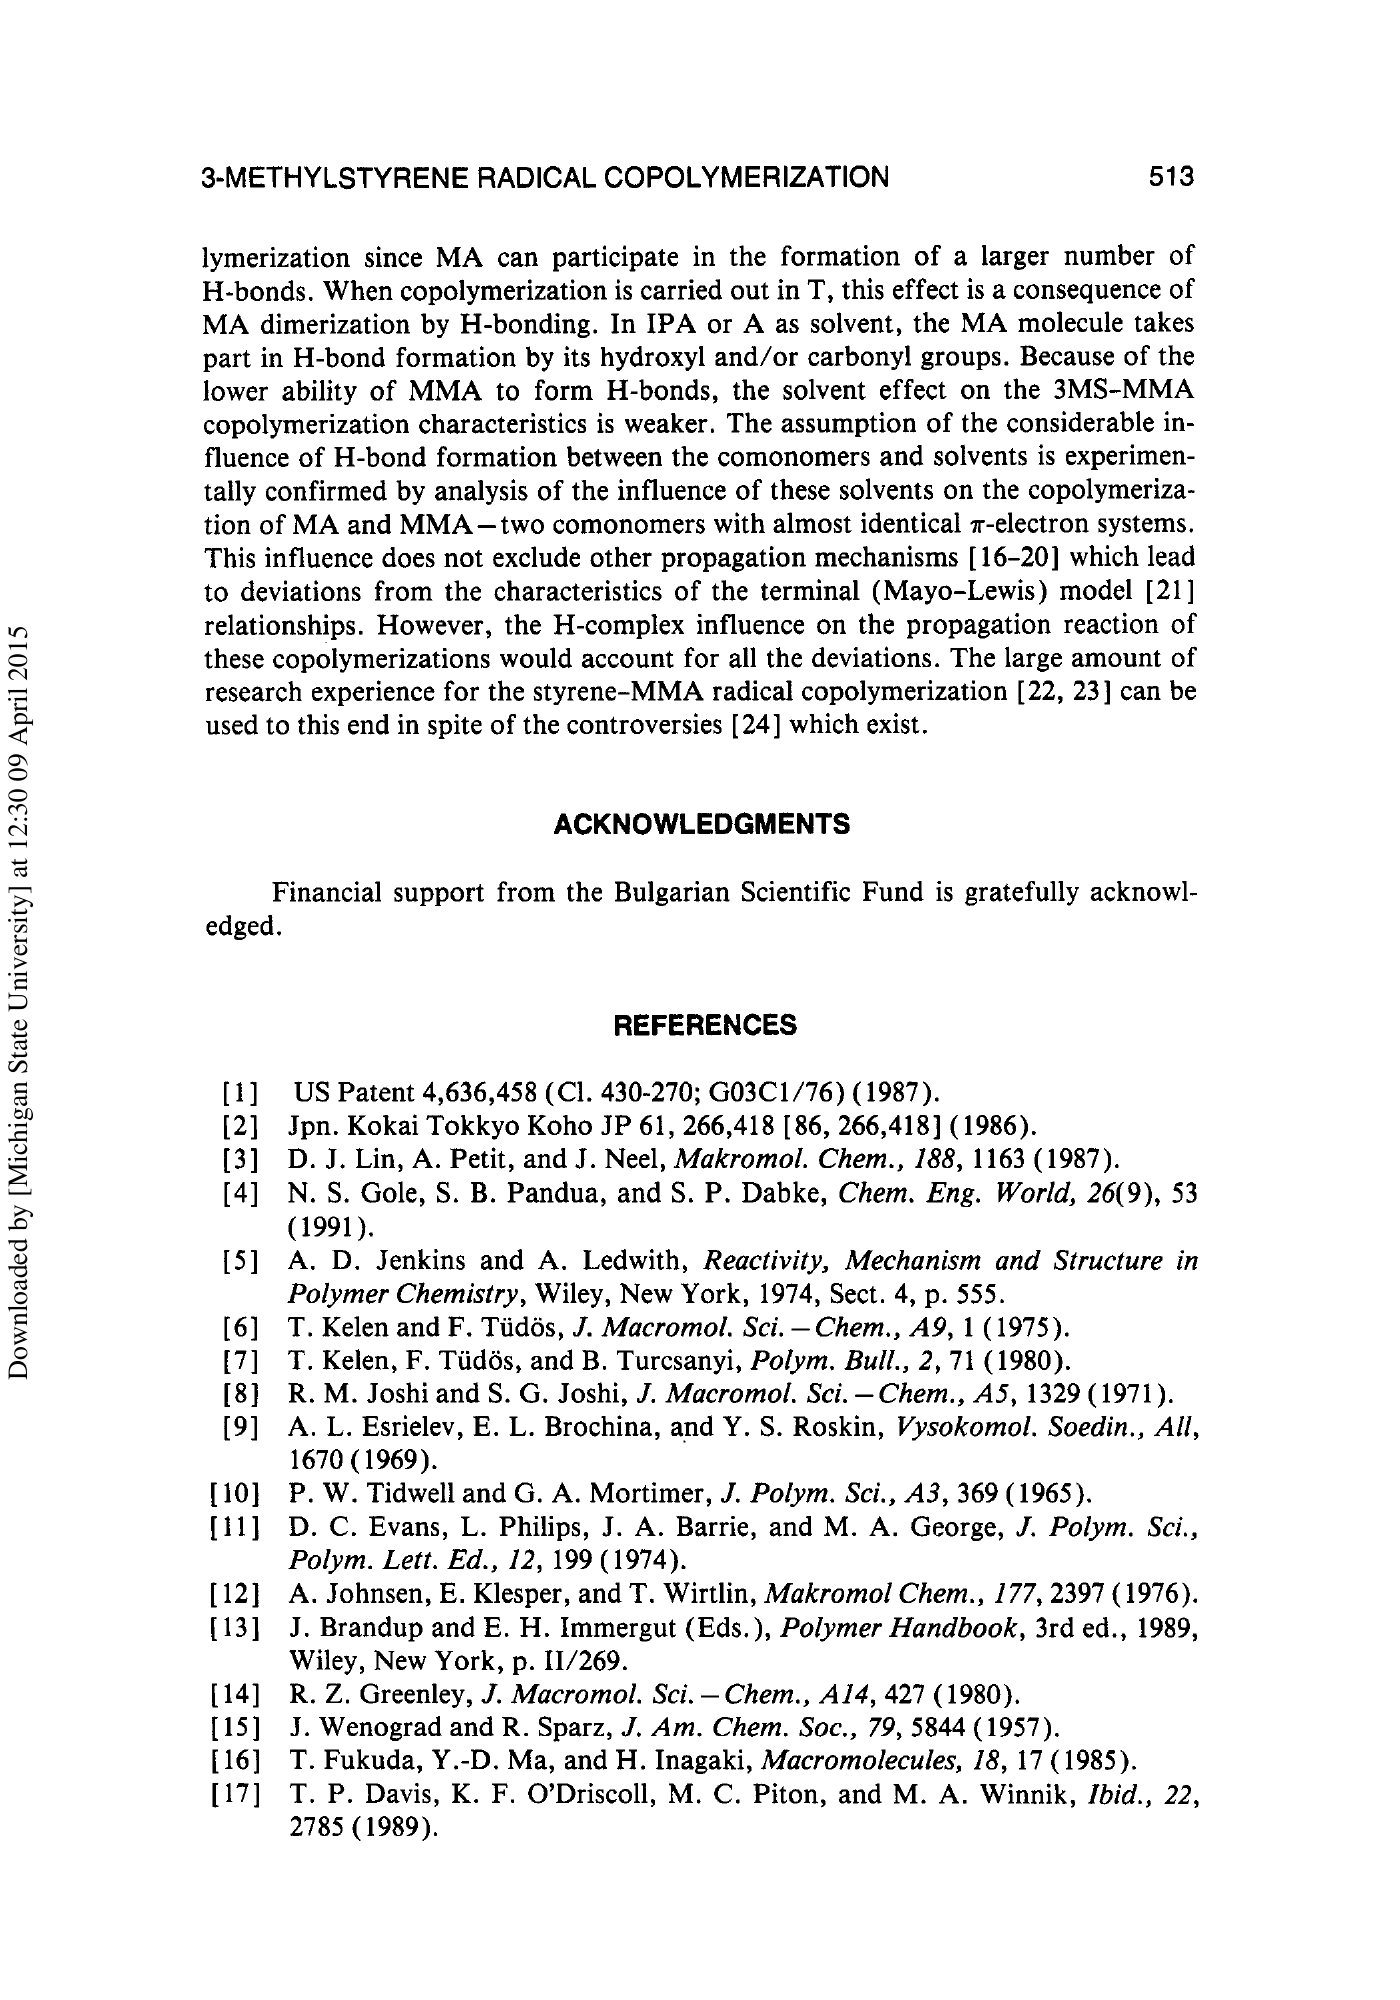 3-METHYLSTYRENE RADICAL COPOLYMERIZATION 513
lymerization since MA can participate in the formation of a larger number of
H-bonds. When copolymerization is carried out in T, this effect is a consequence of
MA dimerization by H-bonding. In IPA or A as solvent, the MA molecule takes
part in H-bond formation by its hydroxyl and/or carbonyl groups. Because of the
lower ability of MMA to form H-bonds, the solvent effect on the 3MS-MMA
copolymerization characteristics is weaker. The assumption of the considerable in-
fluence of H-bond formation between the comonomers and solvents is experimen-
tally confirmed by analysis of the influence of these solvents on the copolymeriza-
tion of MA and MMA—two comonomers with almost identical π-electron systems.
This influence does not exclude other propagation mechanisms [16-20] which lead
to deviations from the characteristics of the terminal (Mayo-Lewis) model [21]
relationships. However, the H-complex influence on the propagation reaction of
these copolymerizations would account for all the deviations. The large amount of
research experience for the styrene-MMA radical copolymerization [22, 23] can be
used to this end in spite of the controversies [24] which exist.
ACKNOWLEDGMENTS
Financial support from the Bulgarian Scientific Fund is gratefully acknowl-
edged.
REFERENCES
[1] US Patent 4,636,458 (Cl. 430-270; G03C1/76) (1987).
[2] Jpn. Kokai Tokkyo Koho JP 61, 266,418 [86, 266,418] (1986).
[3] D. J. Lin, A. Petit, and J. Neel, Makromol. Chem., 188, 1163 (1987).
[4] N. S. Gole, S. B. Pandua, and S. P. Dabke, Chem. Eng. World, 26(9), 53
(1991).
[5] A. D. Jenkins and A. Ledwith, Reactivity, Mechanism and Structure in
Polymer Chemistry, Wiley, New York, 1974, Sect. 4, p. 555.
[6] T. Kelen and F. Tüdös, J. Macromol. Sci.—Chem., A9, 1 (1975).
[7] T. Kelen, F. Tüdös, and B. Turcsanyi, Polym. Bull., 2, 71 (1980).
[8] R. M. Joshi and S. G. Joshi, J. Macromol. Sci.—Chem., A5, 1329 (1971).
[9] A. L. Esrielev, E. L. Brochina, and Y. S. Roskin, Vysokomol. Soedin., All,
1670 (1969).
[10] P. W. Tidwell and G. A. Mortimer, J. Polym. Sci., A3, 369 (1965).
[11] D. C. Evans, L. Philips, J. A. Barrie, and M. A. George, J. Polym. Sci.,
Polym. Lett. Ed., 12, 199 (1974).
[12] A. Johnsen, E. Klesper, and T. Wirtlin, Makromol Chem., 177, 2397 (1976).
[13] J. Brandup and E. H. Immergut (Eds.), Polymer Handbook, 3rd ed., 1989,
Wiley, New York, p. II/269.
[14] R. Z. Greenley, J. Macromol. Sci.—Chem., A14, 427 (1980).
[15] J. Wenograd and R. Sparz, J. Am. Chem. Soc., 79, 5844 (1957).
[16] T. Fukuda, Y.-D. Ma, and H. Inagaki, Macromolecules, 18, 17 (1985).
[17] T. P. Davis, K. F. O'Driscoll, M. C. Piton, and M. A. Winnik, Ibid., 22,
2785 (1989).
Downloaded by [Michigan State University] at 12:30 09 April 2015